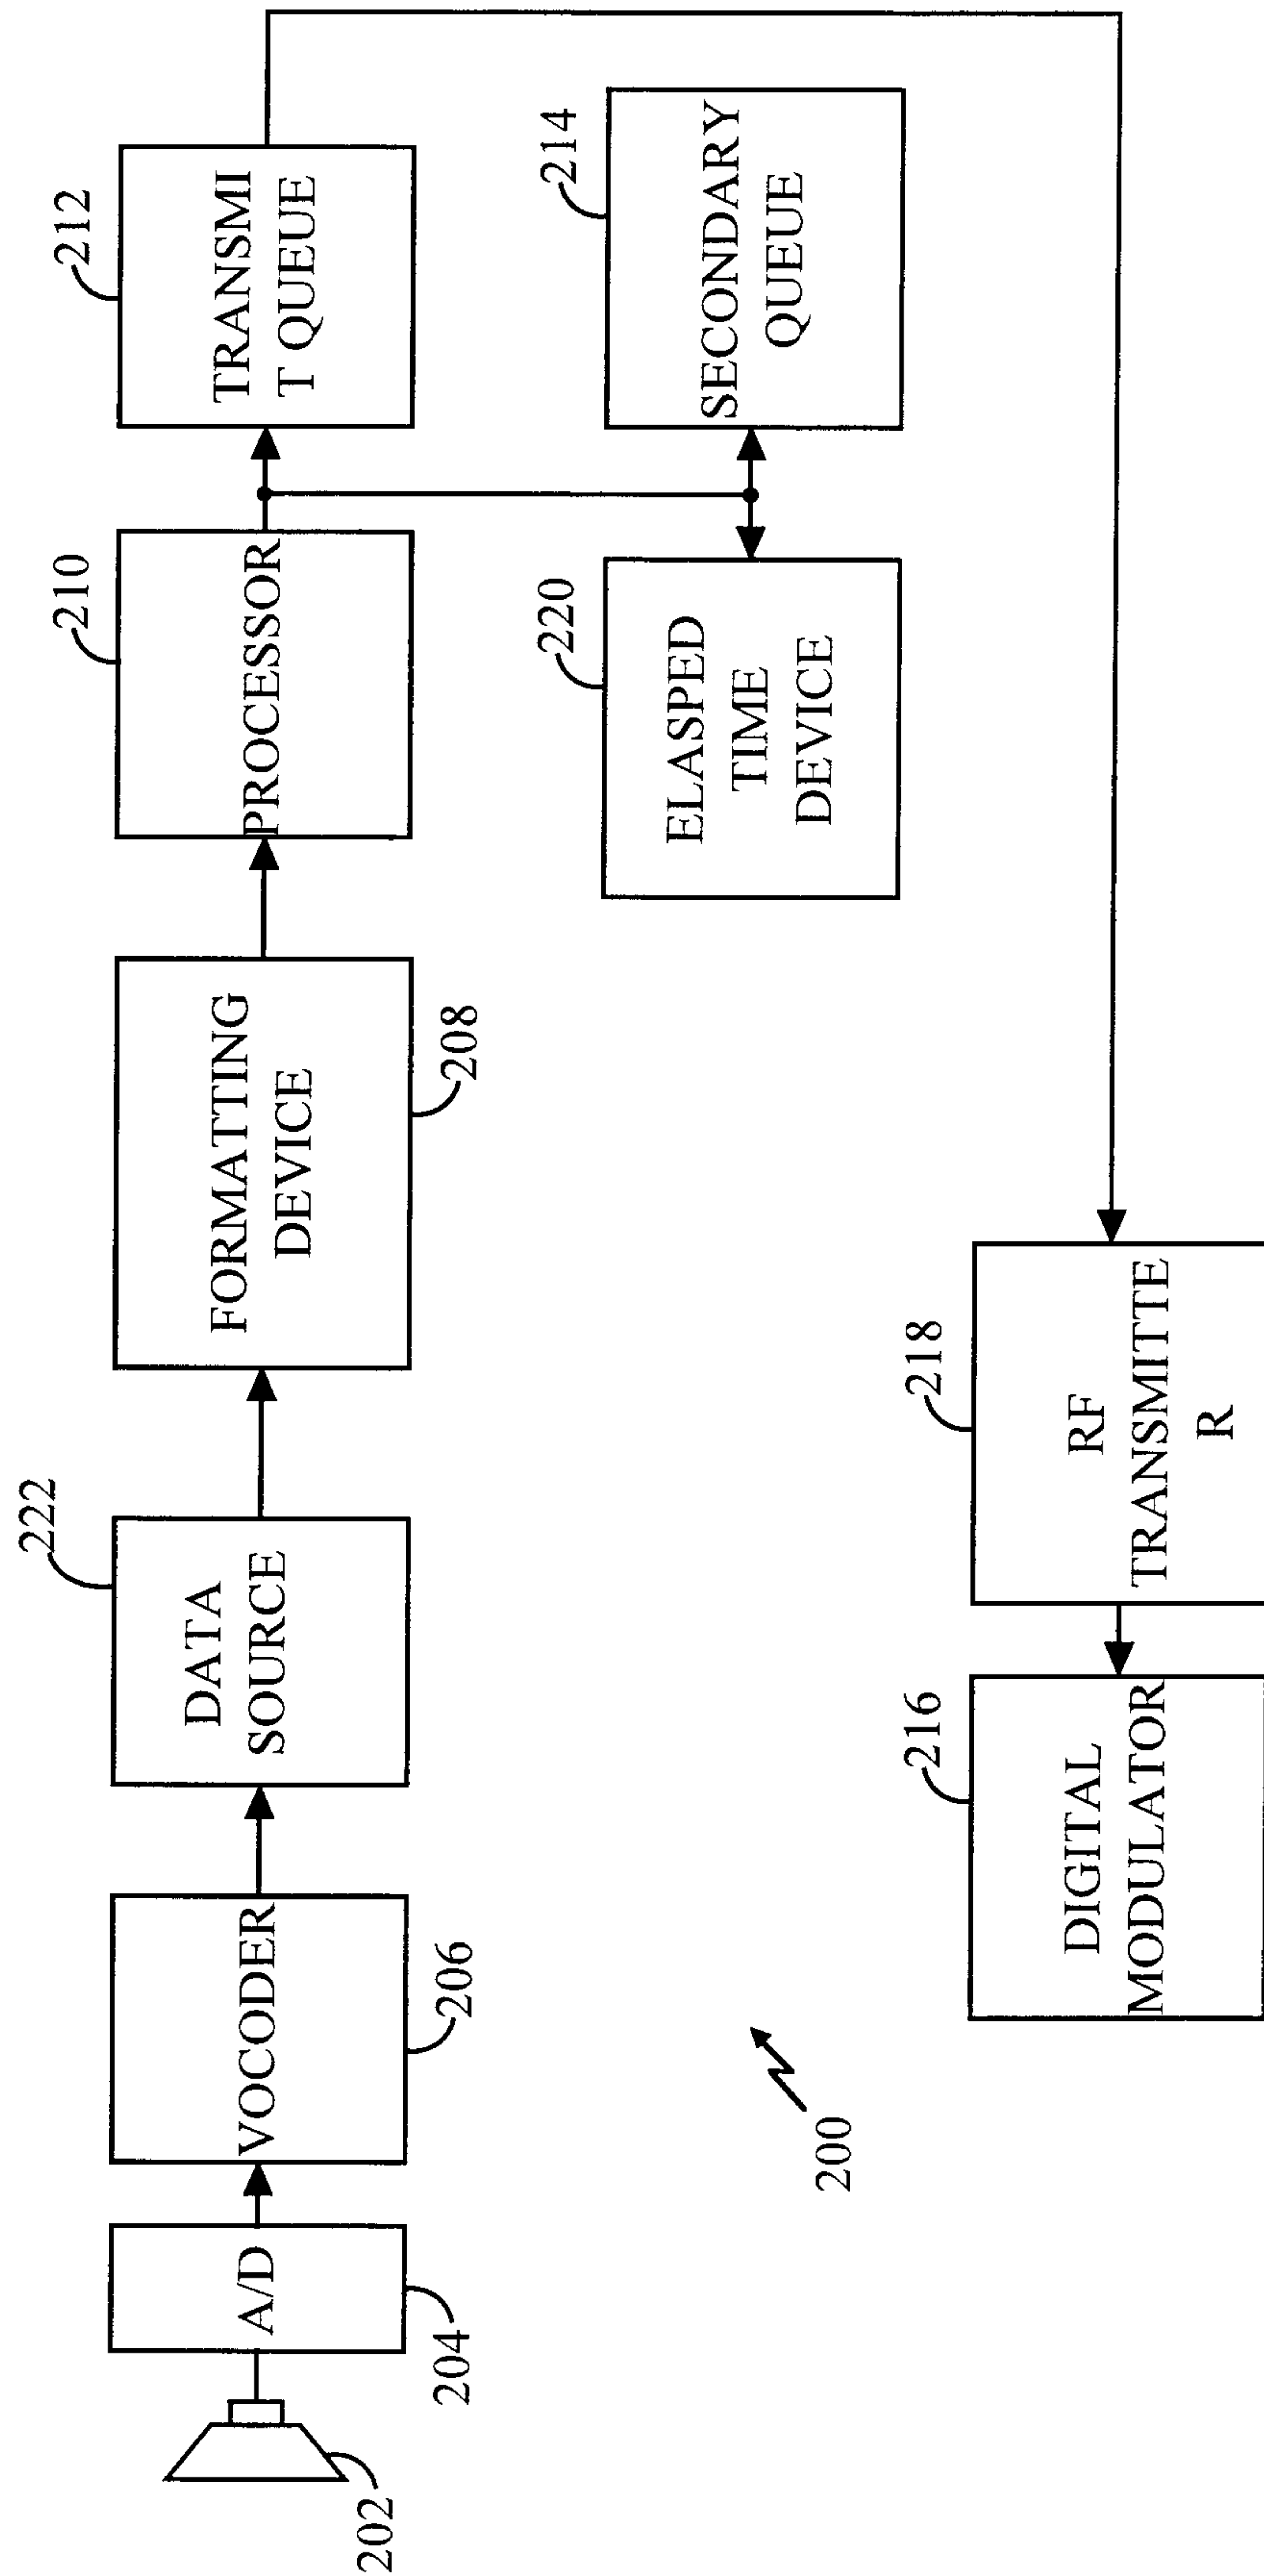 202
A/D
204
VOCODER
206
222
DATA
SOURCE
FORMATTING
DEVICE
208
210
PROCESSOR
212
TRANSMI
T QUEUE
220
ELASPED
TIME
DEVICE
214
SECONDARY
QUEUE
200
216
DIGITAL
MODULATOR
218
RF
TRANSMITTE
R